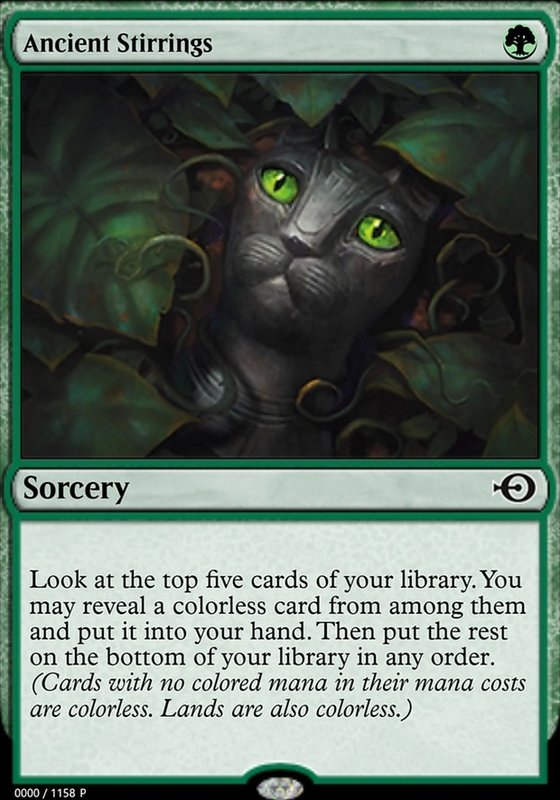 Ancient Stirrings
Sorcery
Look at the top five cards of your library. You
may reveal a colorless card from among them
and put it into your hand. Then put the rest
on the bottom of your library in any order.
(Cards with no colored mana in their mana costs
are colorless. Lands are also colorless.)
0000 / 1158 P